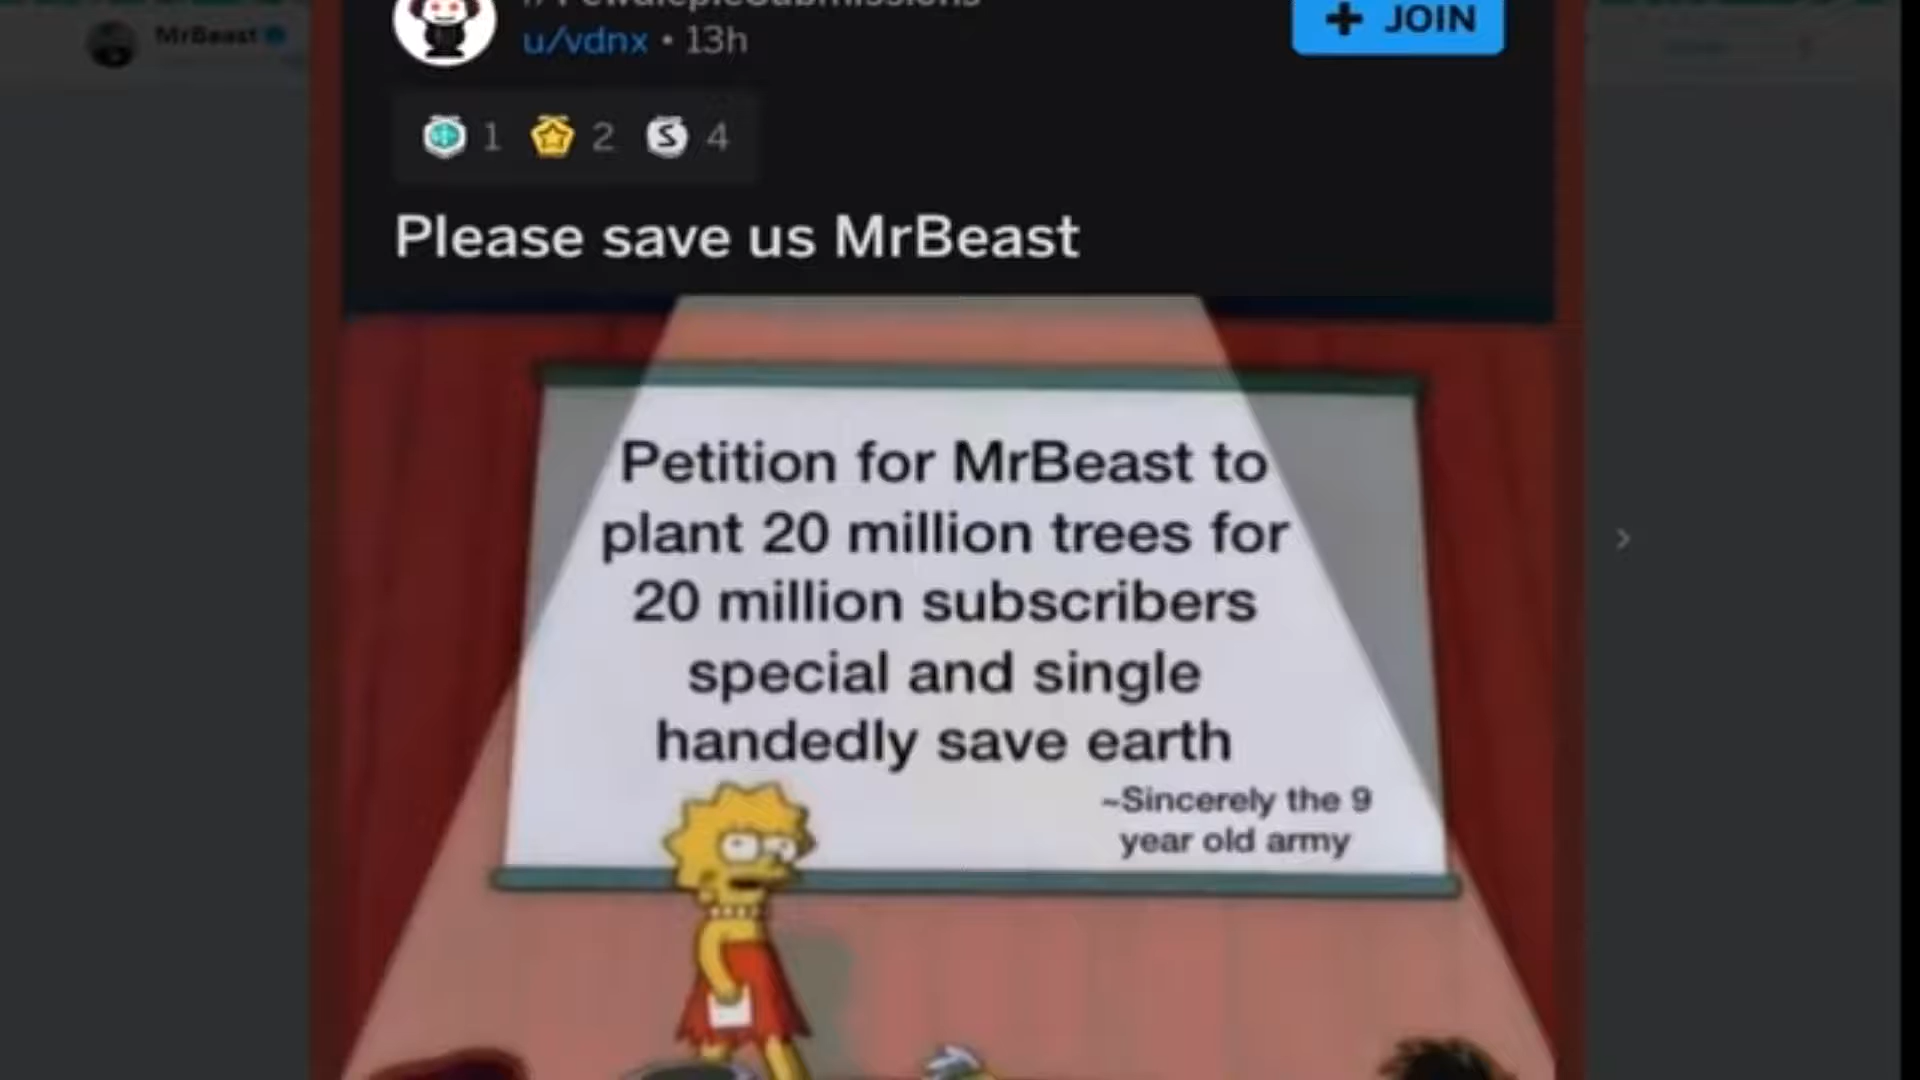 MrBeast
u/vdnx • 13h
+ JOIN
1 2 S 4
Please save us MrBeast
Petition for MrBeast to
plant 20 million trees for
20 million subscribers
special and single
handedly save earth
~Sincerely the 9
year old army